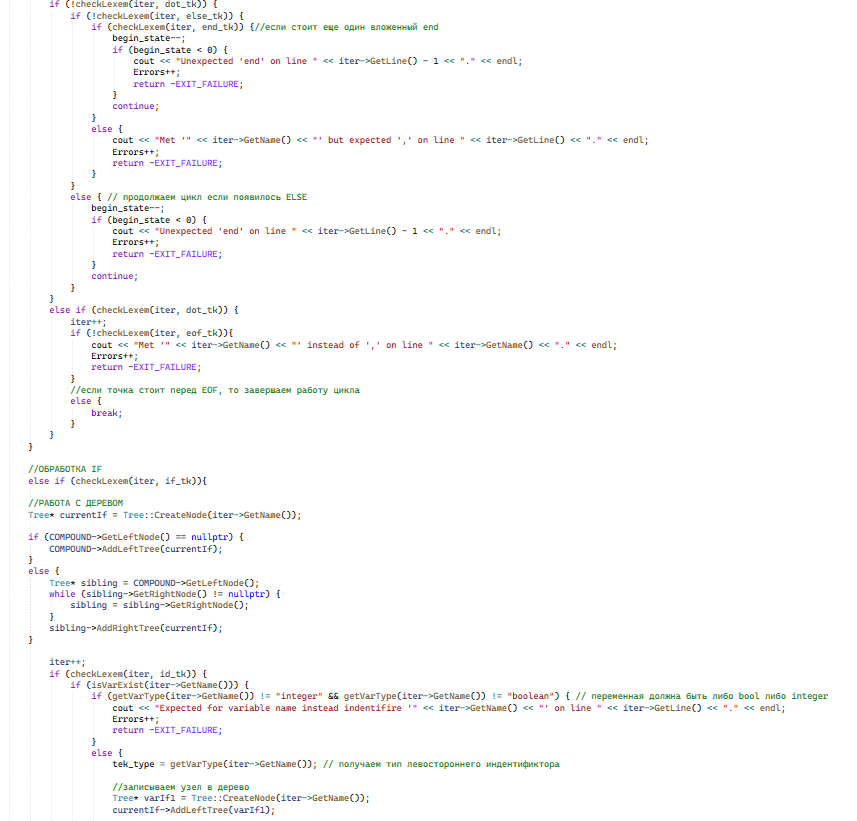 if (!checkLexem(iter, dot_tk)) {
if (!checkLexem(iter, else_tk)) {
if (checkLexem(iter, end_tk)) {//если стоит еще один вложенный end
begin_state--;
if (begin_state < 0) {
cout << "Unexpected 'end' on line " << iter->GetLine() - 1 << "." << endl;
Errors++;
return -EXIT_FAILURE;
}
continue;
}
else {
cout << "Met '" << iter->GetName() << "' but expected ',' on line " << iter->GetLine() << "." << endl;
Errors++;
return -EXIT_FAILURE;
}
}
else { // продолжаем цикл если появилось ELSE
begin_state--;
if (begin_state < 0) {
cout << "Unexpected 'end' on line " << iter->GetLine() - 1 << "." << endl;
Errors++;
return -EXIT_FAILURE;
}
continue;
}
}
else if (checkLexem(iter, dot_tk)) {
iter++;
if (!checkLexem(iter, eof_tk)){
cout << "Met '" << iter->GetName() << "' instead of ',' on line " << iter->GetName() << "." << endl;
Errors++;
return -EXIT_FAILURE;
}
//если точка стоит перед EOF, то завершаем работу цикла
else {
break;
}
}
}
//ОБРАБОТКА IF
else if (checkLexem(iter, if_tk)){
//РАБОТА С ДЕРЕВОМ
Tree* currentIf = Tree::CreateNode(iter->GetName());
if (COMPOUND->GetLeftNode() == nullptr) {
COMPOUND->AddLeftTree(currentIf);
}
else {
Tree* sibling = COMPOUND->GetLeftNode();
while (sibling->GetRightNode() != nullptr) {
sibling = sibling->GetRightNode();
}
sibling->AddRightTree(currentIf);
}
iter++;
if (checkLexem(iter, id_tk)) {
if (isVarExist(iter->GetName())) {
if (getVarType(iter->GetName()) != "integer" && getVarType(iter->GetName()) != "boolean") { // переменная должна быть либо bool либо integer
cout << "Expected for variable name instead indentifire '" << iter->GetName() << "' on line " << iter->GetLine() << "." << endl;
Errors++;
return -EXIT_FAILURE;
}
else {
tek_type = getVarType(iter->GetName()); // получаем тип левостороннего индентификтора
//записываем узел в дерево
Tree* varIf1 = Tree::CreateNode(iter->GetName());
currentIf->AddLeftTree(varIf1);